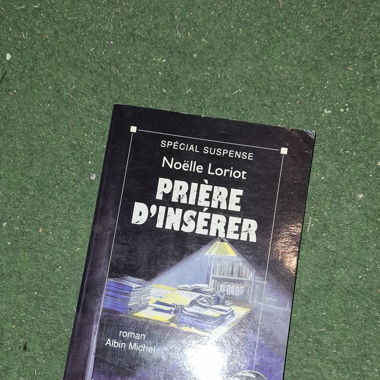 SPÉCIAL SUSPENSE
Noëlle Loriot
PRIÈRE
D'INSÉRER
roman
Albin Michel